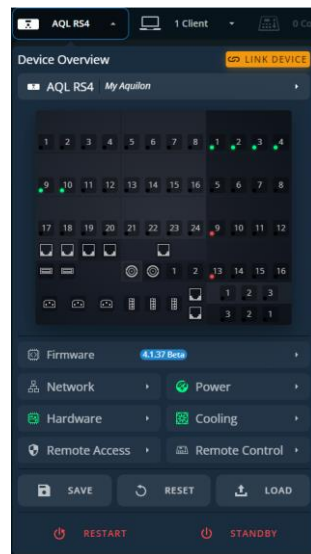 AQL RS4 1 Client 0 Co
Device Overview LINK DEVICE
AQL RS4 My Aquilon
1 2 3 4 5 6 7 8 1 2 3 4
9 10 11 12 13 14 15 16 5 6 7 8
17 18 19 20 21 22 23 24 9 10 11 12
1 2 13 14 15 16
1 2 3
3 2 1
Firmware 4.1.37 Beta
Network Power
Hardware Cooling
Remote Access Remote Control
SAVE RESET LOAD
RESTART STANDBY